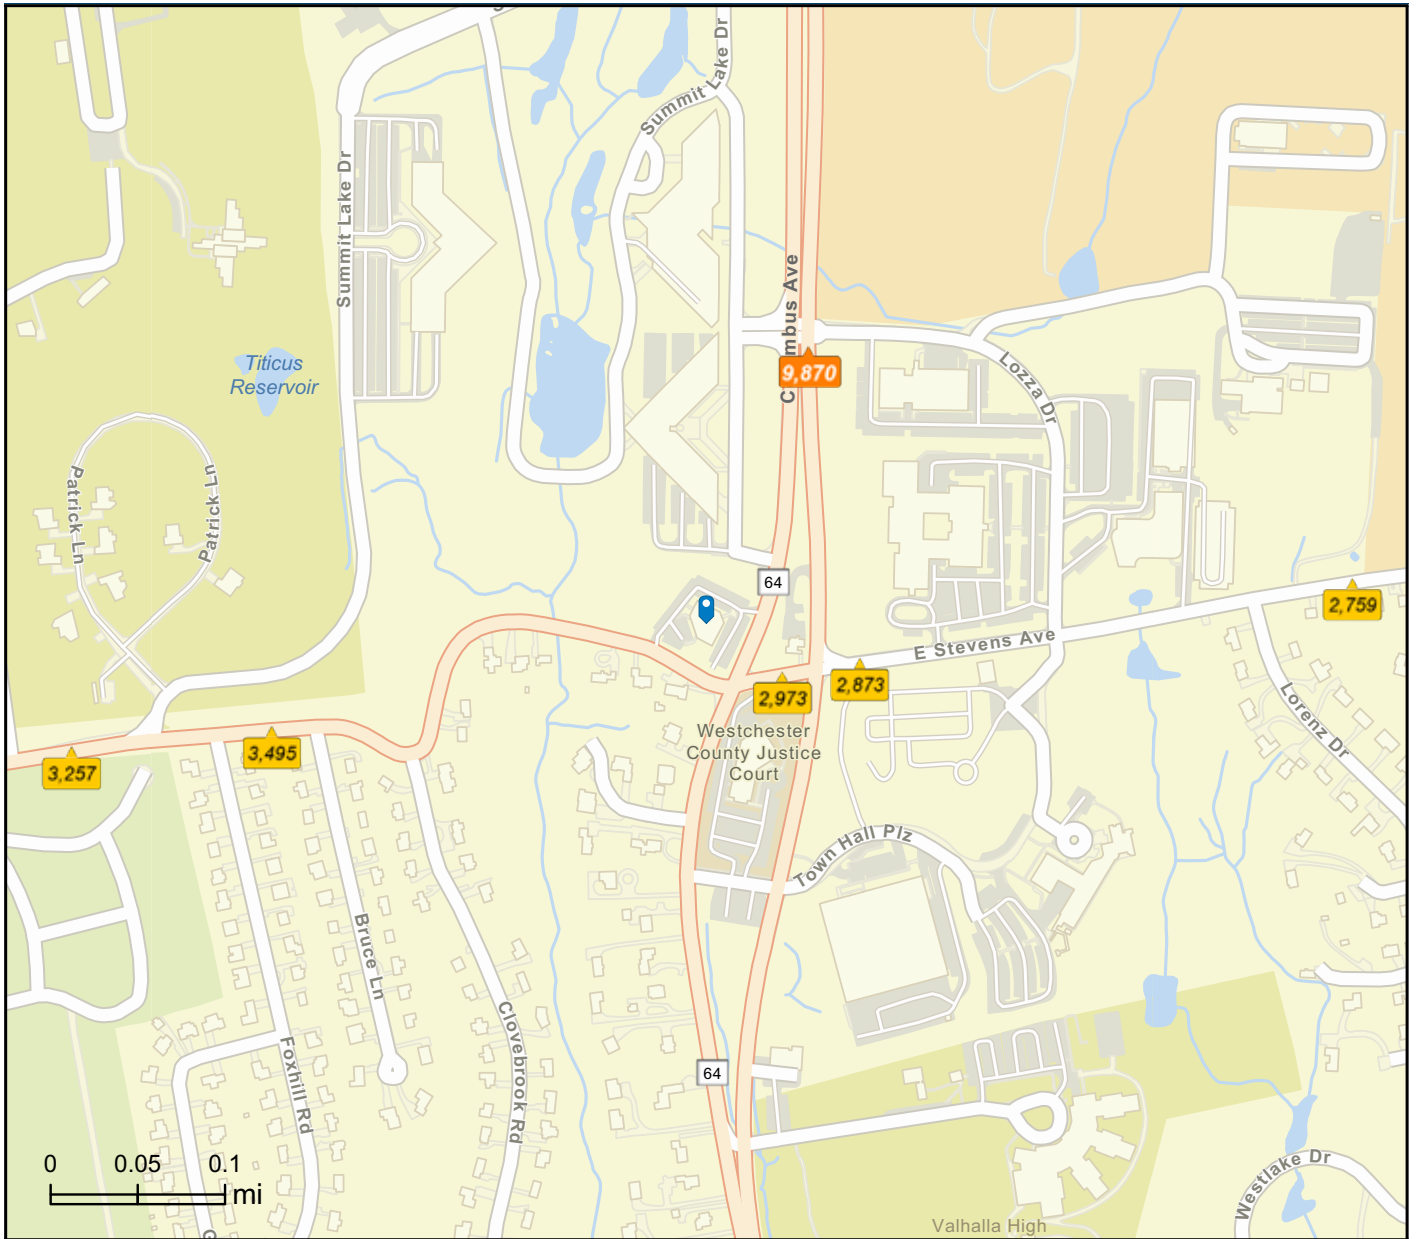 Summit Lake Dr
Summit Lake Dr
Summit Lake Dr
Titicus
Reservoir
mbus Ave
9,870
Lozza Dr
Patrick Ln
Patrick Ln
64
2,759
E Stevens Ave
2,873
2,973
Lorenz Dr
Westchester
County Justice
Court
3,495
3,257
Town Hall Plz
Bruce Ln
Clovebrook Rd
Foxhill Rd
64
0 0.05 0.1
mi
Westlake Dr
Valhalla High